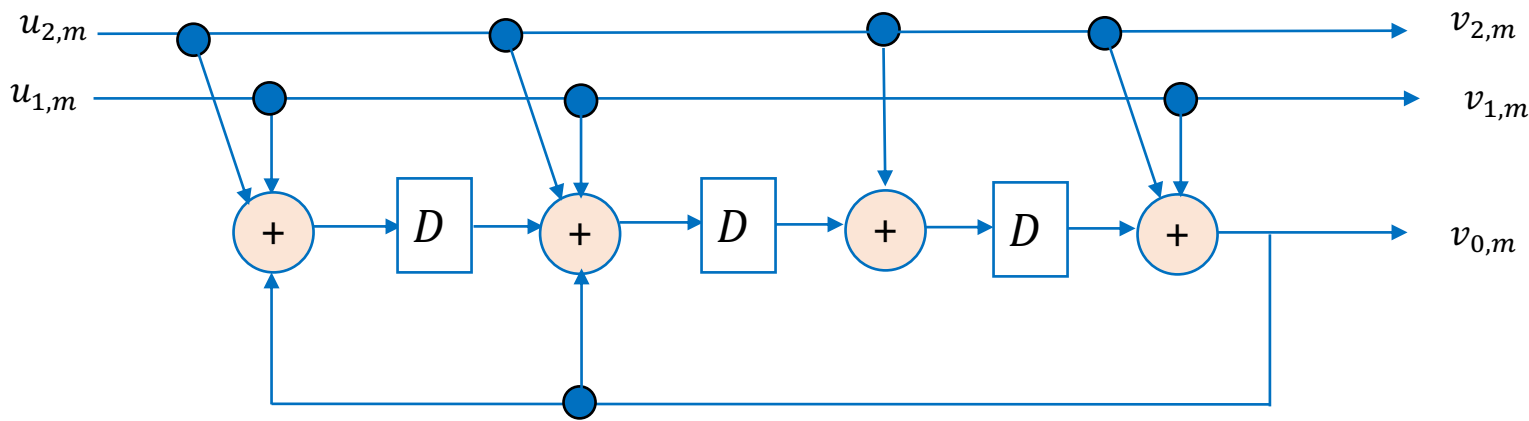 u₂,ₘ v₂,ₘ
u₁,ₘ v₁,ₘ
+ D + D + D + v₀,ₘ